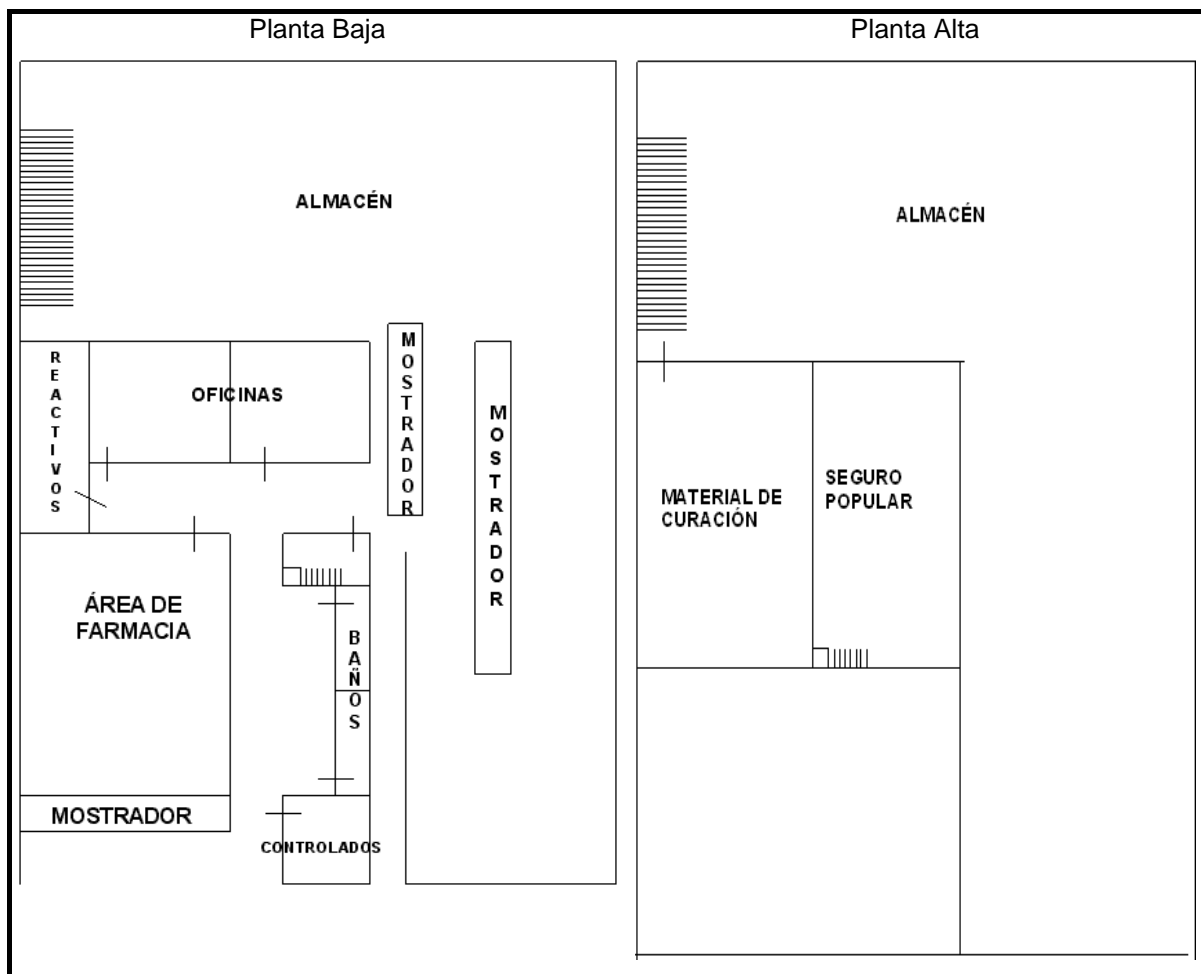 Planta Baja
Planta Alta
ALMACÉN
REACTIVOS
OFICINAS
MOSTRADOR
MOSTRADOR
ÁREA DE
FARMACIA
BAÑOS
MOSTRADOR
CONTROLADOS
ALMACÉN
MATERIAL DE
CURACIÓN
SEGURO
POPULAR